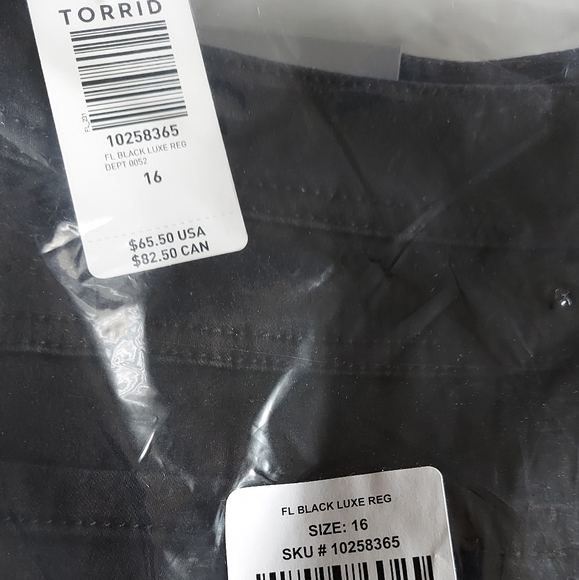 TORRID
FL_331
10258365
FL BLACK LUXE REG
DEPT 0052
16
$65.50 USA
$82.50 CAN
FL BLACK LUXE REG
SIZE: 16
SKU # 10258365